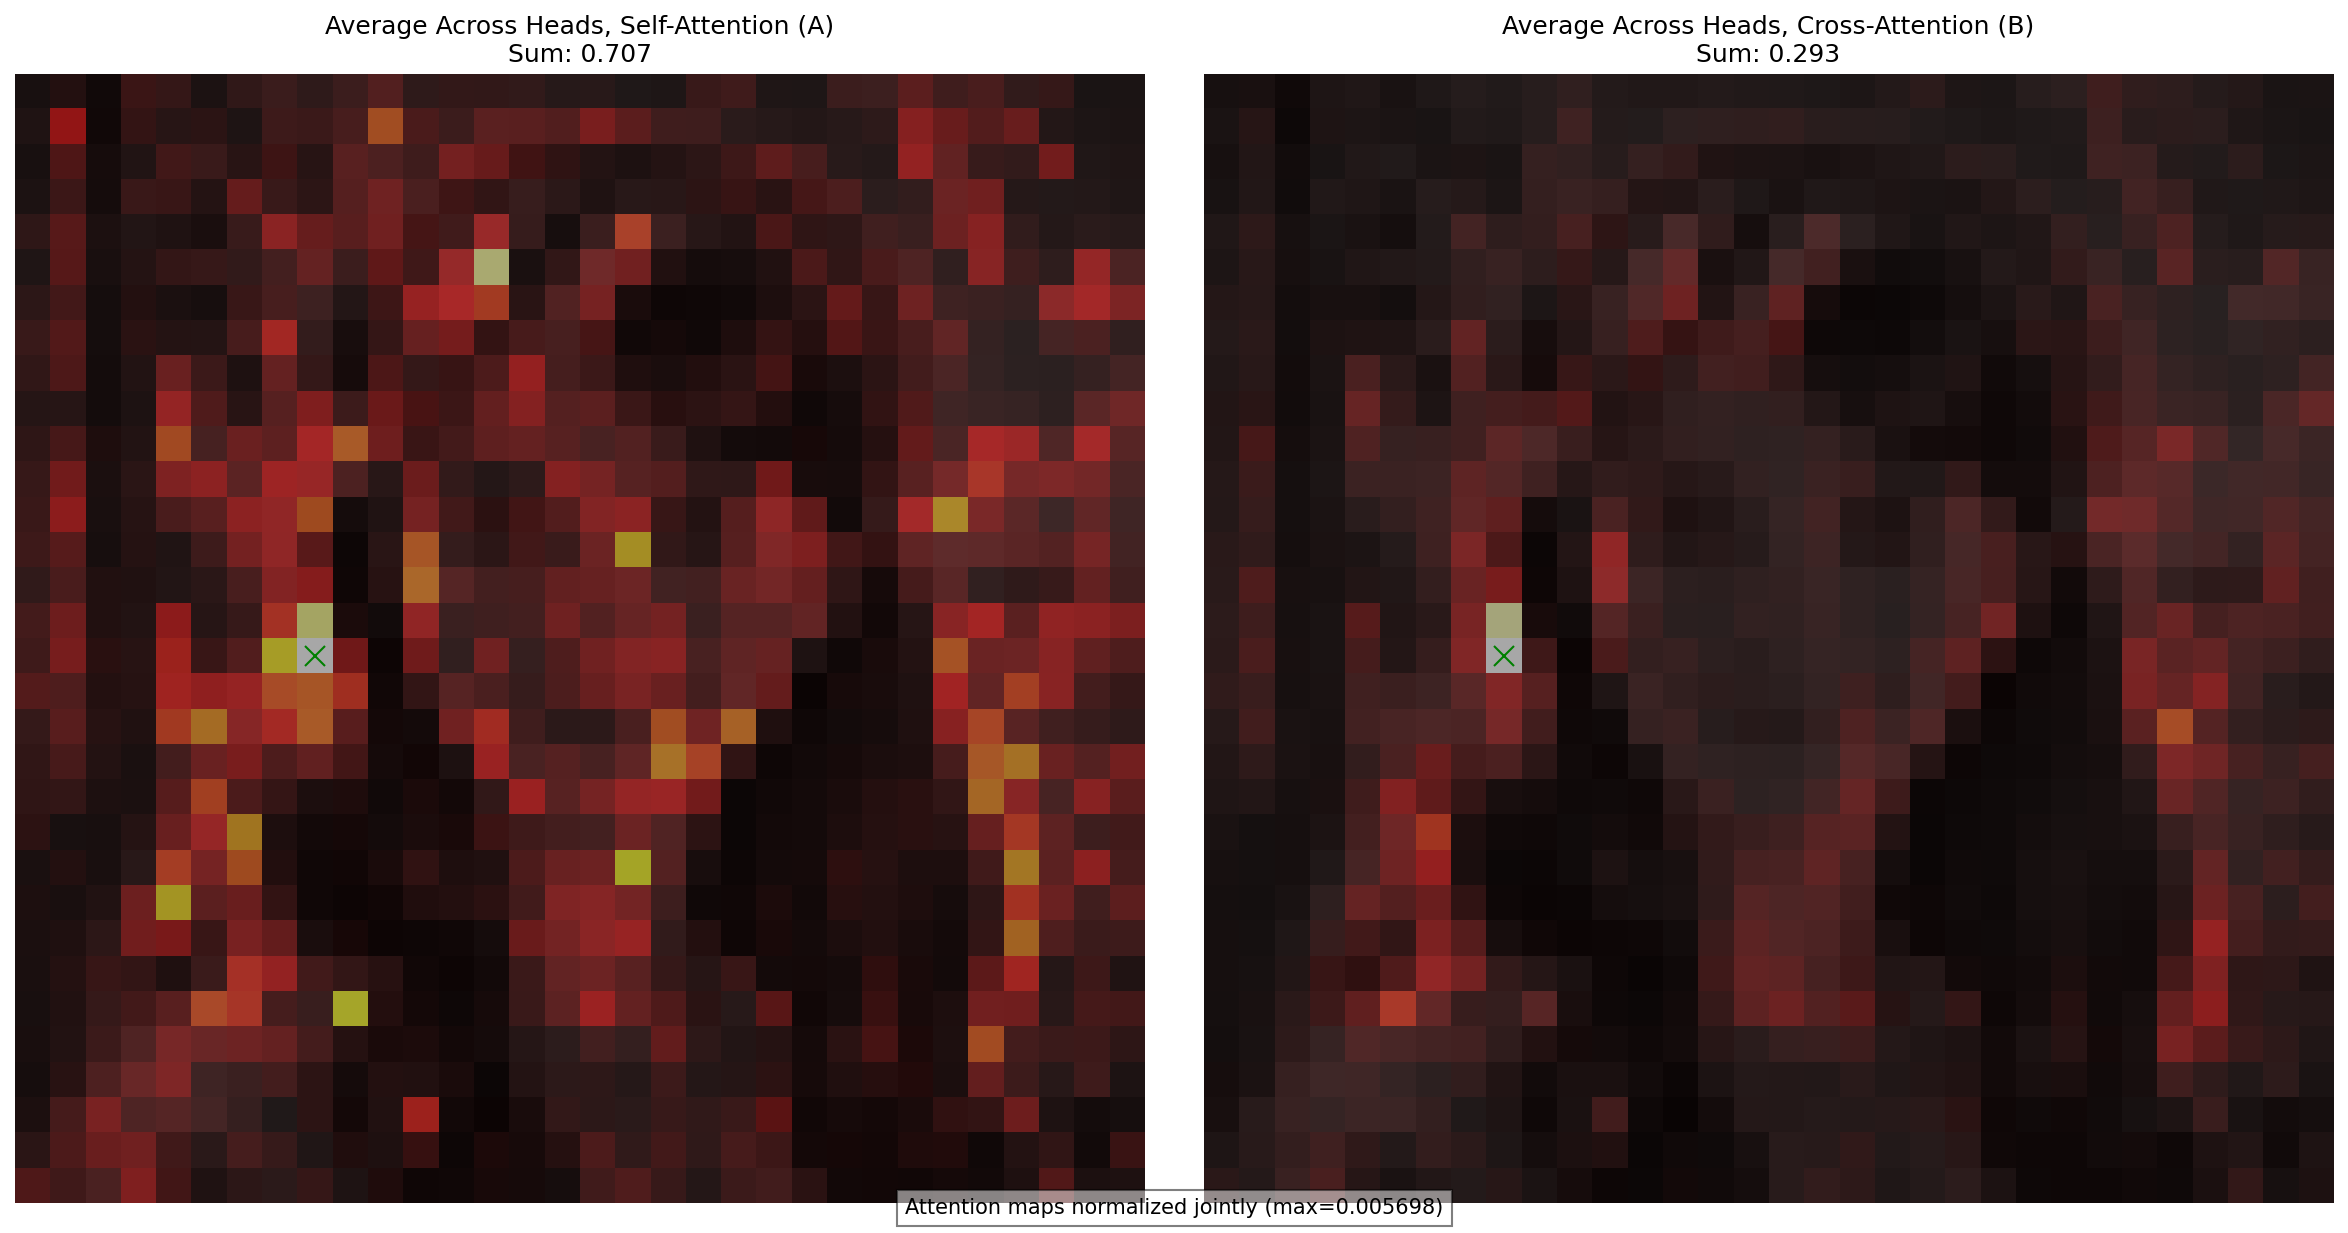 Average Across Heads, Self-Attention (A)
Sum: 0.707
Average Across Heads, Cross-Attention (B)
Sum: 0.293
Attention maps normalized jointly (max=0.005698)